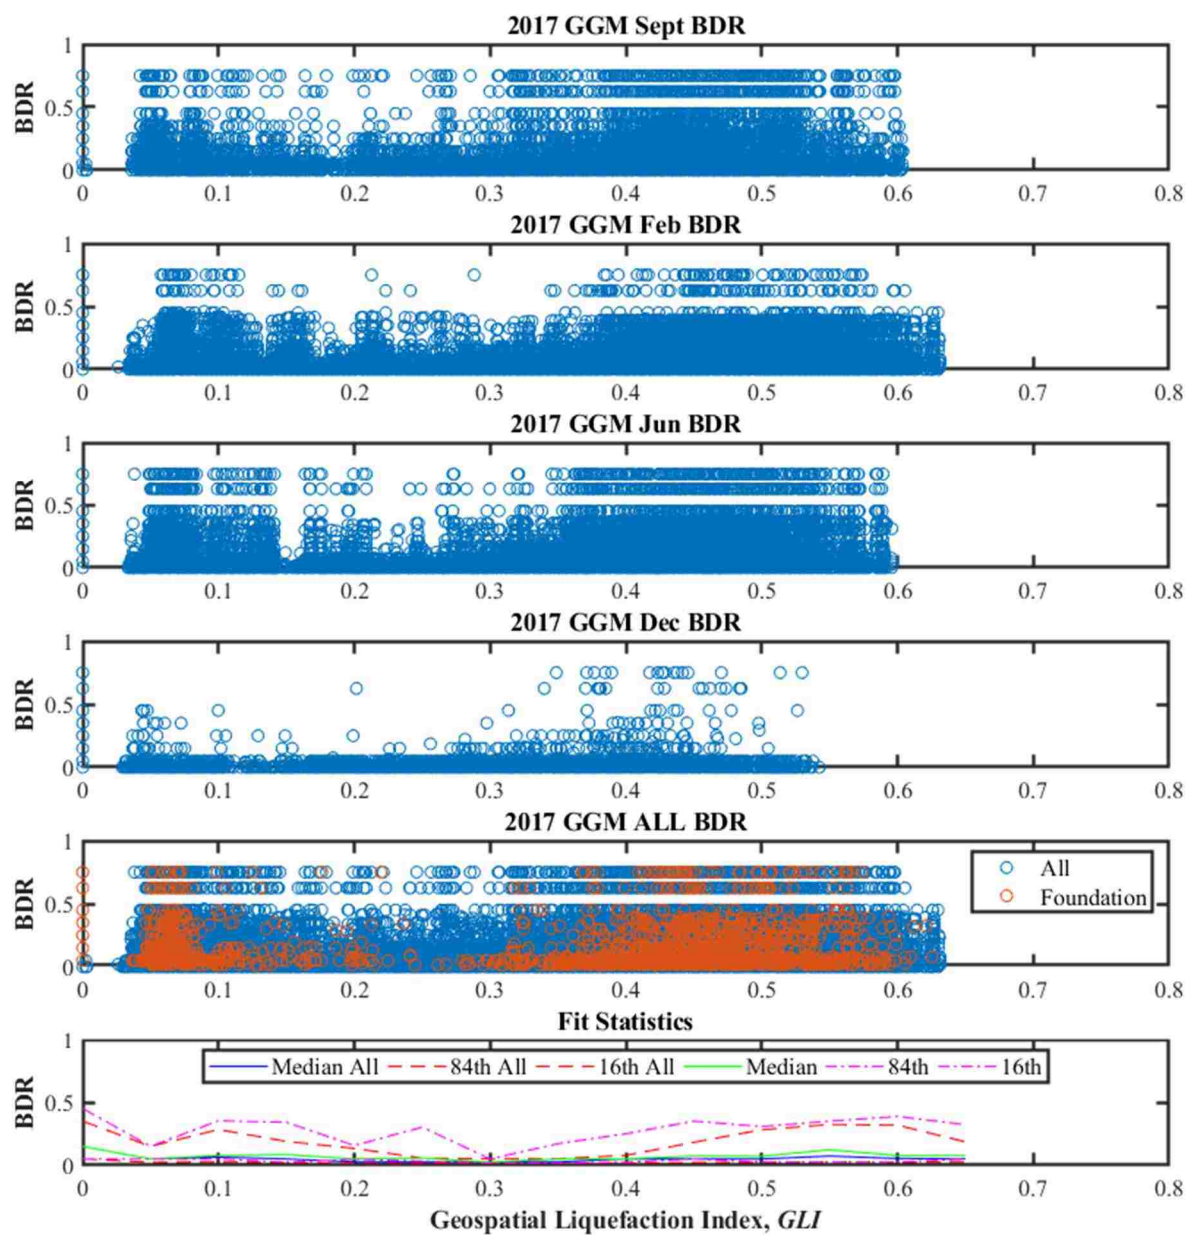 2017 GGM Sept BDR
1
0.5
0
BDR
0 0.1 0.2 0.3 0.4 0.5 0.6 0.7 0.8
2017 GGM Feb BDR
1
0.5
0
BDR
0 0.1 0.2 0.3 0.4 0.5 0.6 0.7 0.8
2017 GGM Jun BDR
1
0.5
0
BDR
0 0.1 0.2 0.3 0.4 0.5 0.6 0.7 0.8
2017 GGM Dec BDR
1
0.5
0
BDR
0 0.1 0.2 0.3 0.4 0.5 0.6 0.7 0.8
2017 GGM ALL BDR
1
0.5
0
BDR
All
Foundation
0 0.1 0.2 0.3 0.4 0.5 0.6 0.7 0.8
Fit Statistics
1
0.5
0
BDR
Median All 84th All 16th All Median 84th 16th
0 0.1 0.2 0.3 0.4 0.5 0.6 0.7 0.8
Geospatial Liquefaction Index, GLI